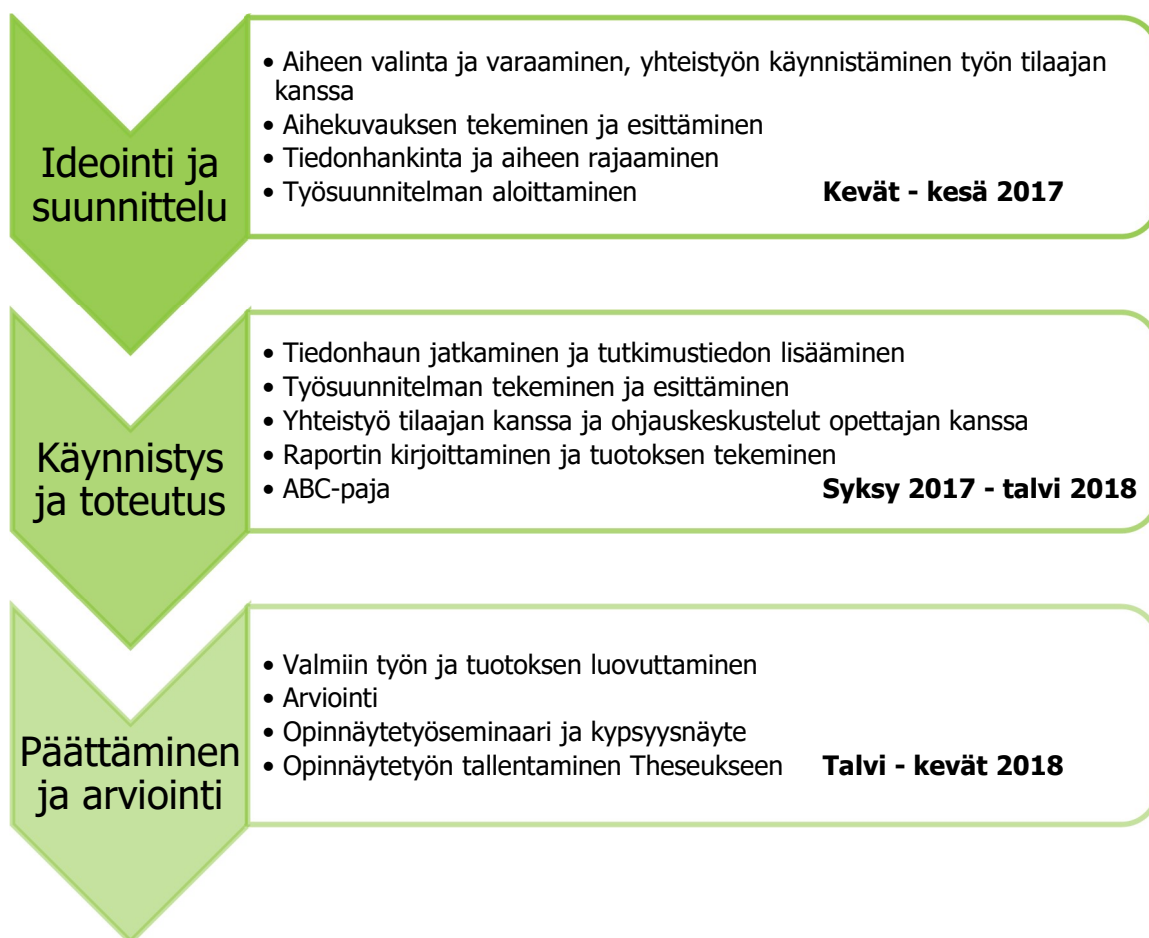 Ideointi ja
suunnittelu
• Aiheen valinta ja varaaminen, yhteistyön käynnistäminen työn tilaajan
kanssa
• Aihekuvauksen tekeminen ja esittäminen
• Tiedonhankinta ja aiheen rajaaminen
• Työsuunnitelman aloittaminen Kevät - kesä 2017
Käynnistys
ja toteutus
• Tiedonhaun jatkaminen ja tutkimustiedon lisääminen
• Työsuunnitelman tekeminen ja esittäminen
• Yhteistyö tilaajan kanssa ja ohjauskeskustelut opettajan kanssa
• Raportin kirjoittaminen ja tuotoksen tekeminen
• ABC-paja Syksy 2017 - talvi 2018
Päättäminen
ja arviointi
• Valmiin työn ja tuotoksen luovuttaminen
• Arviointi
• Opinnäytetyöseminaari ja kypsyysnäyte
• Opinnäytetyön tallentaminen Theseukseen Talvi - kevät 2018